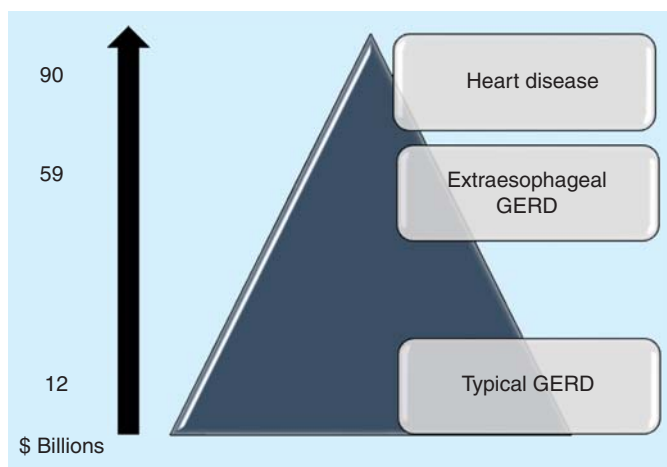 90
Heart disease
59
Extraesophageal
GERD
12
Typical GERD
$ Billions